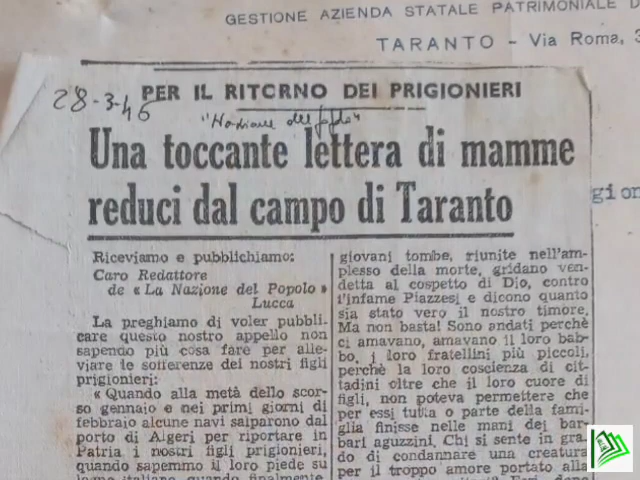 GESTIONE AZIENDA STATALE PATRIMONIALE D
TARANTO - Via Roma, 3
28-3-46
PER IL RITORNO DEI PRIGIONIERI
"Nazione del popolo"
Una toccante lettera di mamme
reduci dal campo di Taranto
gion
Riceviamo e pubblichiamo:
Caro Redattore
de « La Nazione del Popolo »
Lucca
La preghiamo di voler pubbli-
care questo nostro appello non
sapendo più cosa fare per alle-
viare le sofferenze dei nostri figli
prigionieri:
« Quando alla metà dello scor-
so gennaio e nei primi giorni di
febbraio alcune navi salparono dal
porto di Algeri per riportare in
Patria i nostri figli prigionieri,
quando sapemmo il loro piede su
giovani tombe, riunite nell'am-
plesso della morte, gridano ven-
detta al cospetto di Dio, contro
l'infame Piazzesi e dicono quanto
sia stato vero il nostro timore.
Ma non basta! Sono andati perchè
ci amavano, amavano il loro bab-
bo, i loro fratellini più piccoli,
perchè la loro coscienza di cit-
tadini oltre che il loro cuore di
figli, non poteva permettere che
per essi tutta o parte della fami-
glia finisse nelle mani dei bar-
bari aguzzini. Chi si sente in gra-
do di condannare una creatura
per il troppo amore portato alla